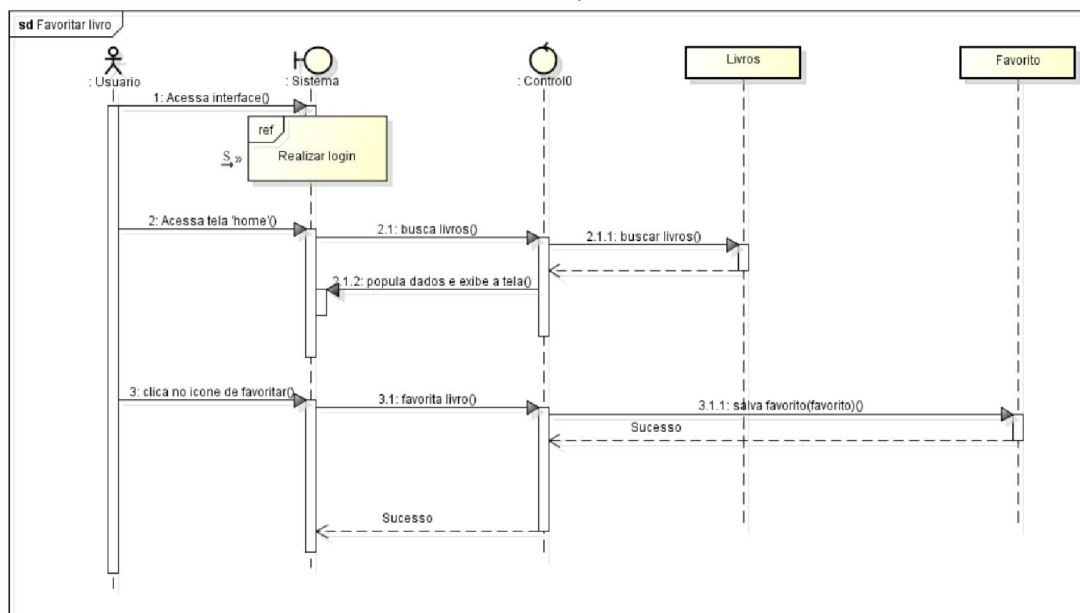 sd Favoritar livro
: Usuario
: Sistema
: Control0
Livros
Favorito
1: Acessa interface()
ref
S »
Realizar login
2: Acessa tela 'home'()
2.1: busca livros()
2.1.1: buscar livros()
2.1.2: popula dados e exibe a tela()
3: clica no icone de favoritar()
3.1: favorita livro()
3.1.1: salva favorito(favorito)()
Sucesso
Sucesso